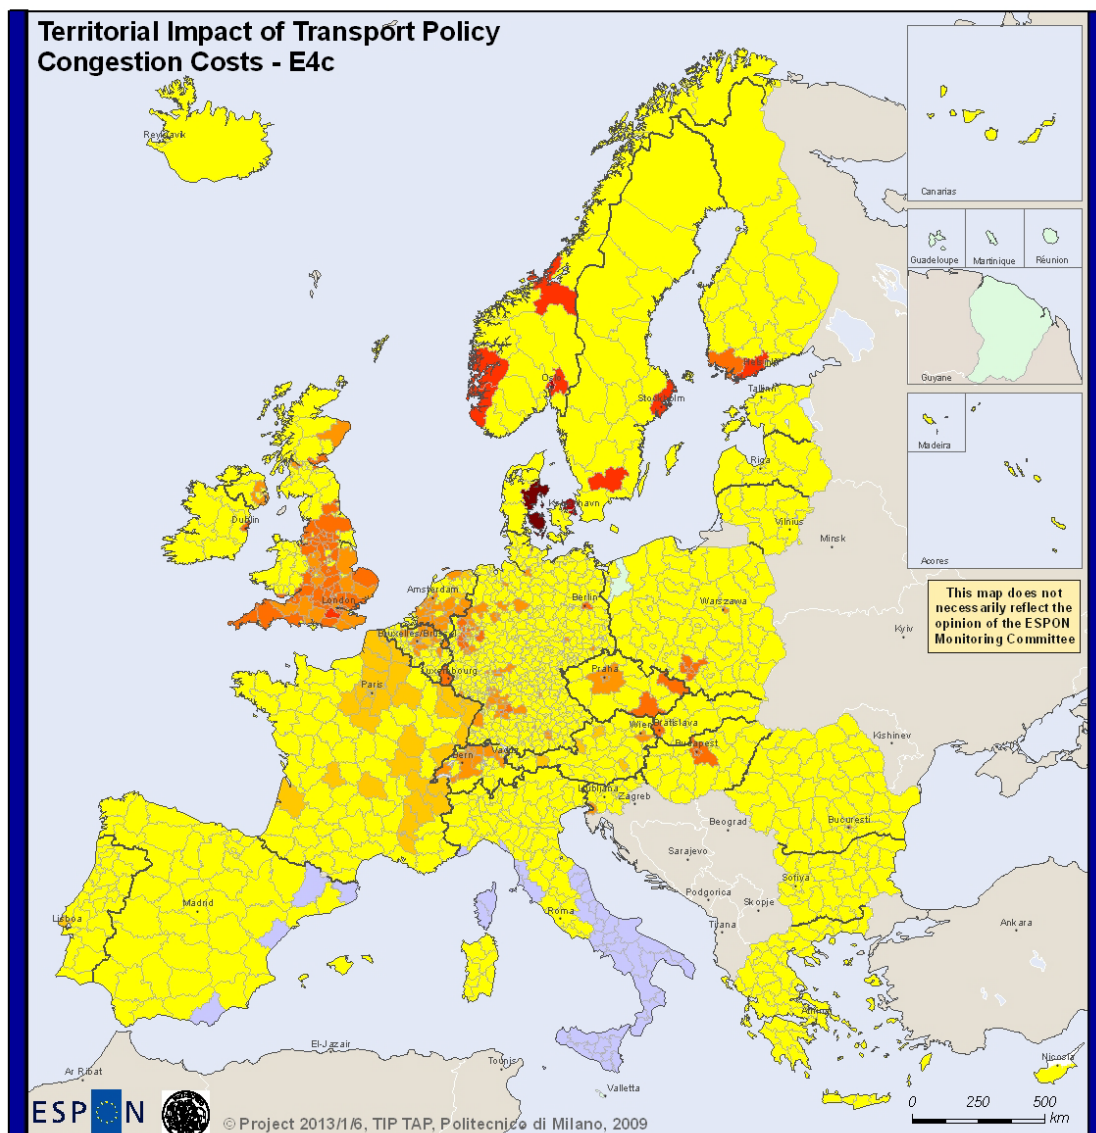 Territorial Impact of Transport Policy
Congestion Costs - E4c
Reykjavik
Canarias
Guadeloupe
Martinique
Réunion
Guyane
Madeira
Acores
Oslo
Stockholm
Helsinki
Tallinn
Riga
Vilnius
Minsk
København
Dublin
London
Amsterdam
Berlin
Warszawa
Kyiv
This map does not
necessarily reflect the
opinion of the ESPON
Monitoring Committee
Bruxelles/Brussel
Luxembourg
Praha
Paris
Wien
Bratislava
Kishinev
Bern
Vaduz
Budapest
Ljubljana
Zagreb
Beograd
Bucuresti
Sarajevo
Sofiya
Podgorica
Skopje
Madrid
Lisboa
Roma
Tirana
Ankara
Athina
El-Jazair
Tounis
Ar Ribat
Valletta
Nicosia
0 250 500
km
ESPON
© Project 2013/1/6, TIP TAP, Politecnico di Milano, 2009